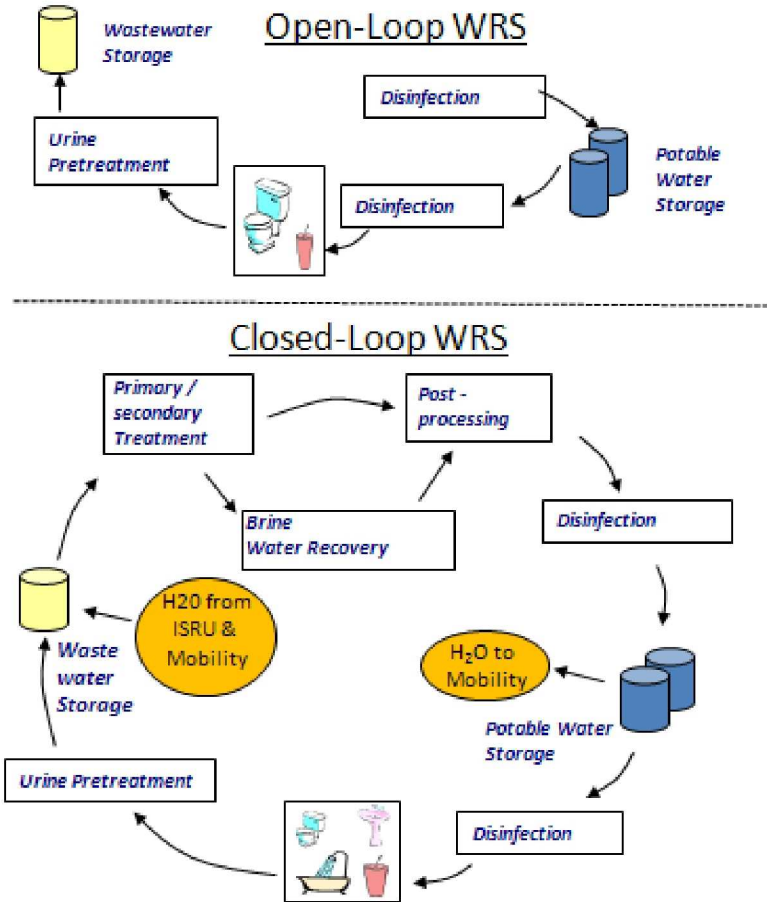 Open-Loop WRS
Wastewater
Storage
Disinfection
Urine
Pretreatment
Potable
Water
Storage
Disinfection
Closed-Loop WRS
Primary /
secondary
Treatment
Post -
processing
Brine
Water Recovery
Disinfection
H20 from
ISRU &
Mobility
Waste
water
Storage
H₂O to
Mobility
Potable Water
Storage
Urine Pretreatment
Disinfection